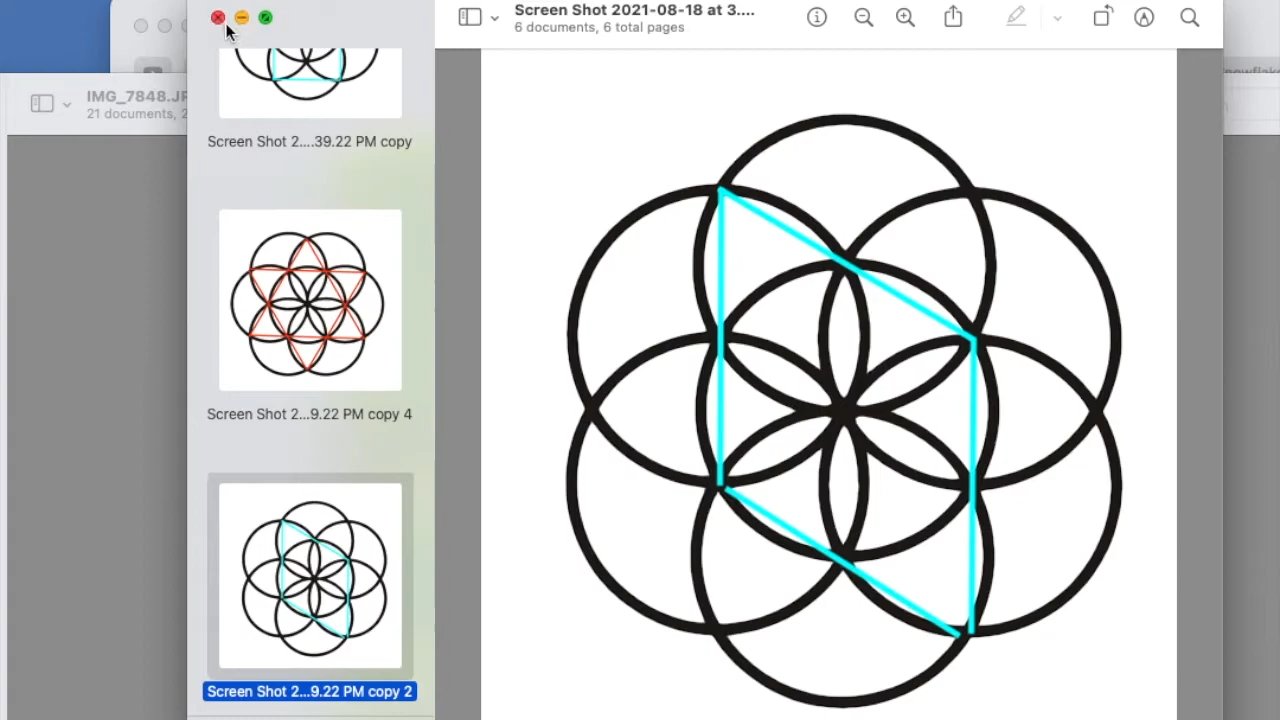 Screen Shot 2021-08-18 at 3....
6 documents, 6 total pages
IMG_7848.JP
21 documents, 2
Screen Shot 2....39.22 PM copy
Screen Shot 2...9.22 PM copy 4
Screen Shot 2...9.22 PM copy 2